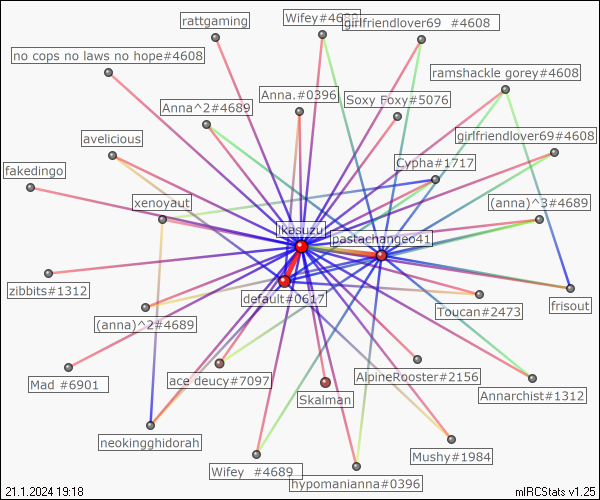 rattgaming
Wifey#4689
girlfriendlover69 #4608
no cops no laws no hope#4608
ramshackle gorey#4608
Anna.#0396
Soxy Foxy#5076
Anna^2#4689
avelicious
girlfriendlover69#4608
Cypha#1717
fakedingo
xenoyaut
(anna)^3#4689
ikasuzu
pastachangeo41
zibbits#1312
default#0617
frisout
Toucan#2473
(anna)^2#4689
Mad #6901
ace deucy#7097
AlpineRooster#2156
Skalman
Annarchist#1312
neokingghidorah
Mushy#1984
Wifey #4689
hypomanianna#0396
21.1.2024 19:18
mIRCStats v1.25